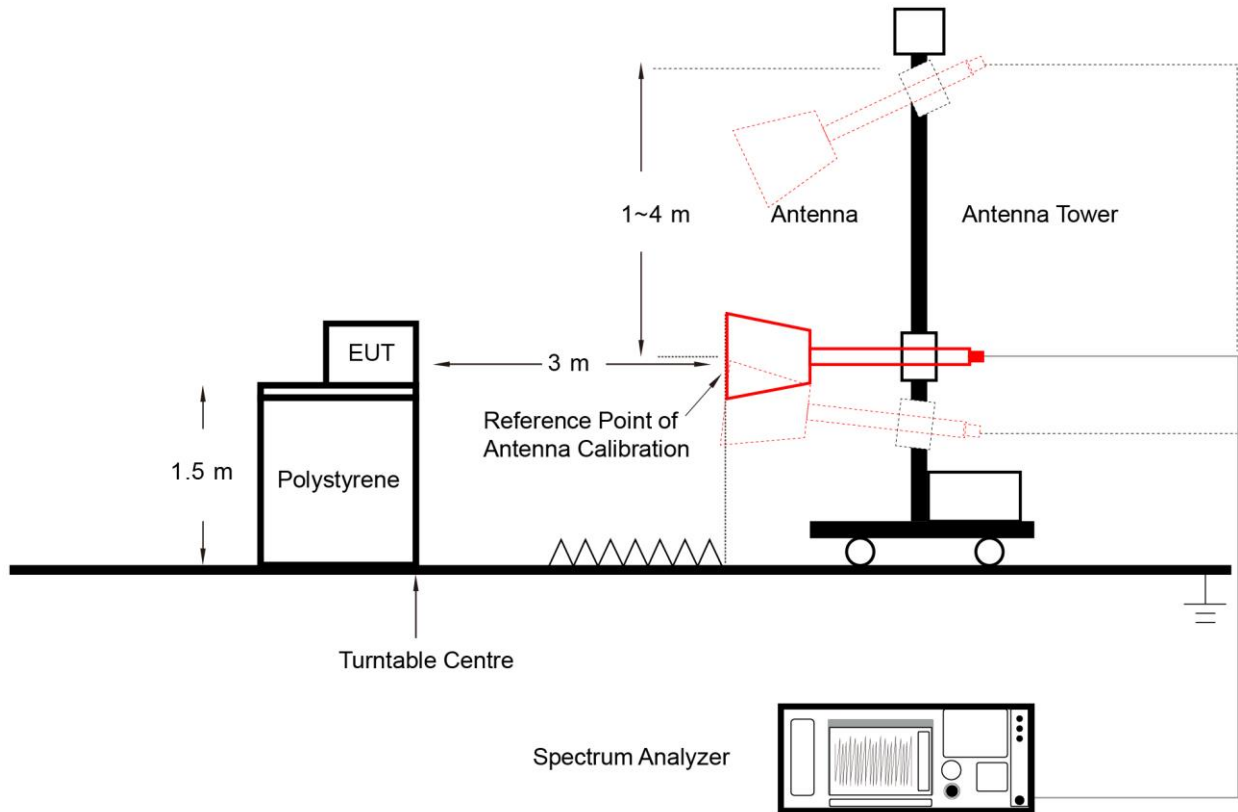 1~4 m
Antenna
Antenna Tower
EUT
3 m
Reference Point of
Antenna Calibration
1.5 m
Polystyrene
Turntable Centre
Spectrum Analyzer